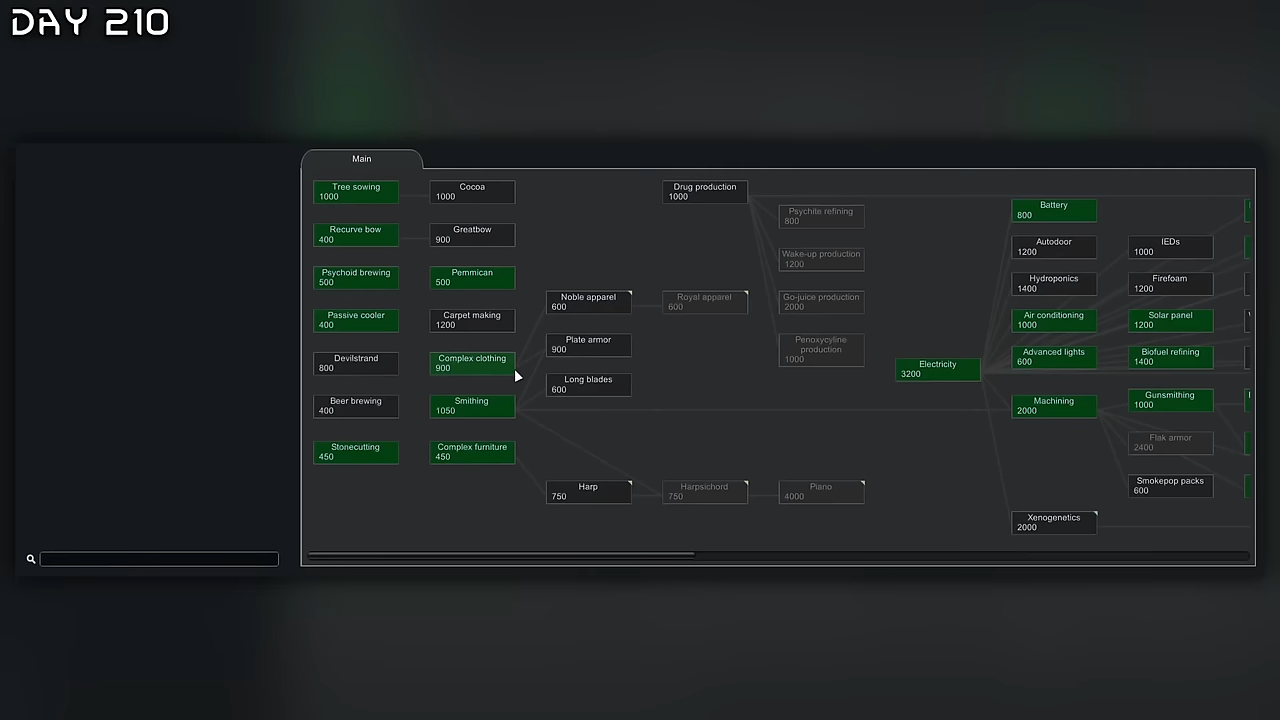 DAY 210
Main
Tree sowing
1000
Cocoa
1000
Drug production
1000
Psychite refining
800
Battery
800
Recurve bow
400
Greatbow
900
Autodoor
1200
IEDs
1000
Wake-up production
1200
Psychoid brewing
500
Pemmican
500
Hydroponics
1400
Firefoam
1200
Noble apparel
600
Royal apparel
600
Go-juice production
2000
Passive cooler
400
Carpet making
1200
Air conditioning
1000
Solar panel
1200
Plate armor
900
Penoxycyline
production
1000
Devilstrand
800
Complex clothing
900
Electricity
3200
Advanced lights
600
Biofuel refining
1400
Long blades
600
Beer brewing
400
Smithing
1050
Machining
2000
Gunsmithing
1000
Stonecutting
450
Complex furniture
450
Flak armor
2400
Harp
750
Harpsichord
750
Piano
4000
Smokepop packs
600
Xenogenetics
2000